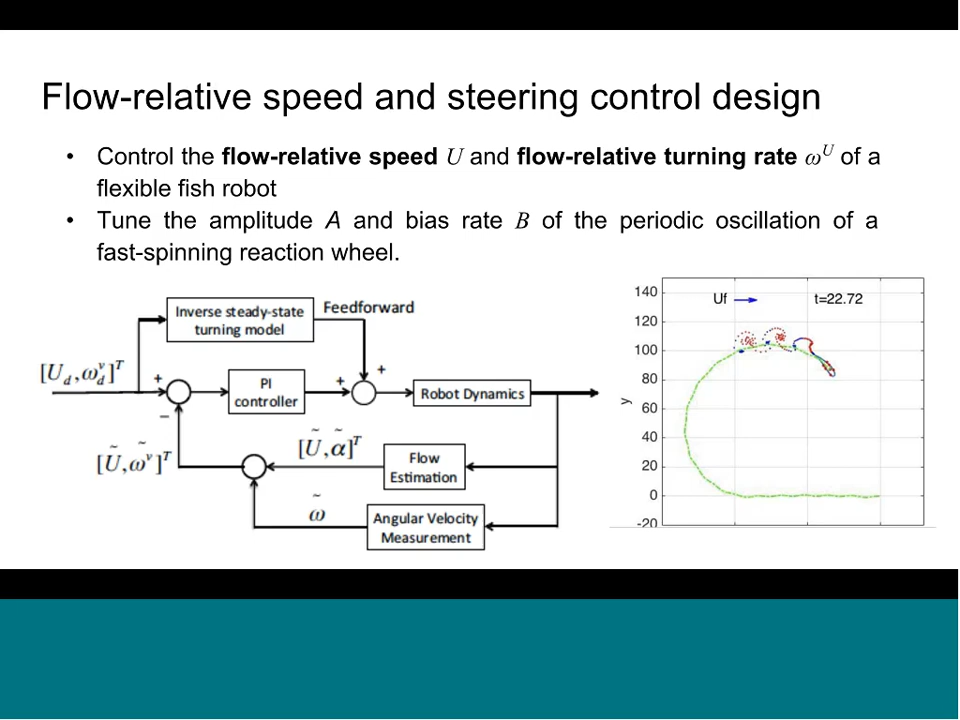 Flow-relative speed and steering control design
• Control the flow-relative speed U and flow-relative turning rate ω^U of a
flexible fish robot
• Tune the amplitude A and bias rate B of the periodic oscillation of a
fast-spinning reaction wheel.
Inverse steady-state
turning model
Feedforward
[U_d, ω_d^v]^T
+
−
PI
controller
+
+
Robot Dynamics
[Ũ, ω̃^v]^T
[Ũ, α̃]^T
Flow
Estimation
ω̃
Angular Velocity
Measurement
Uf
t=22.72
y
140
120
100
80
60
40
20
0
-20